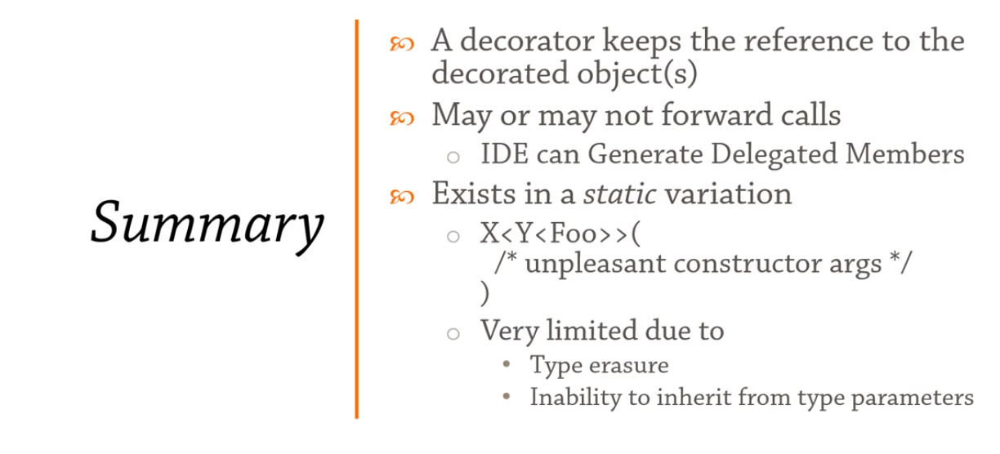 Summary
A decorator keeps the reference to the
decorated object(s)
May or may not forward calls
IDE can Generate Delegated Members
Exists in a static variation
X<Y<Foo>>(
/* unpleasant constructor args */
)
Very limited due to
Type erasure
Inability to inherit from type parameters